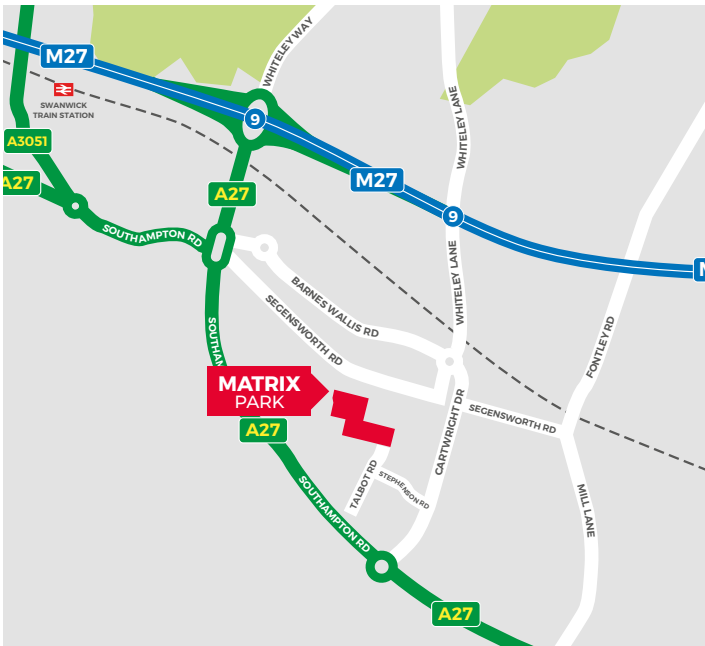 WHITELEY WAY
M27
SWANWICK
TRAIN STATION
9
WHITELEY LANE
A3051
A27
M27
A27
9
SOUTHAMPTON RD
WHITELEY LANE
M
BARNES WALLIS RD
SEGENSWORTH RD
SOUTHAM
FONTLEY RD
MATRIX
PARK
SEGENSWORTH RD
CARTWRIGHT DR
A27
TALBOT RD
STEPHENSON RD
SOUTHAMPTON RD
MILL LANE
A27